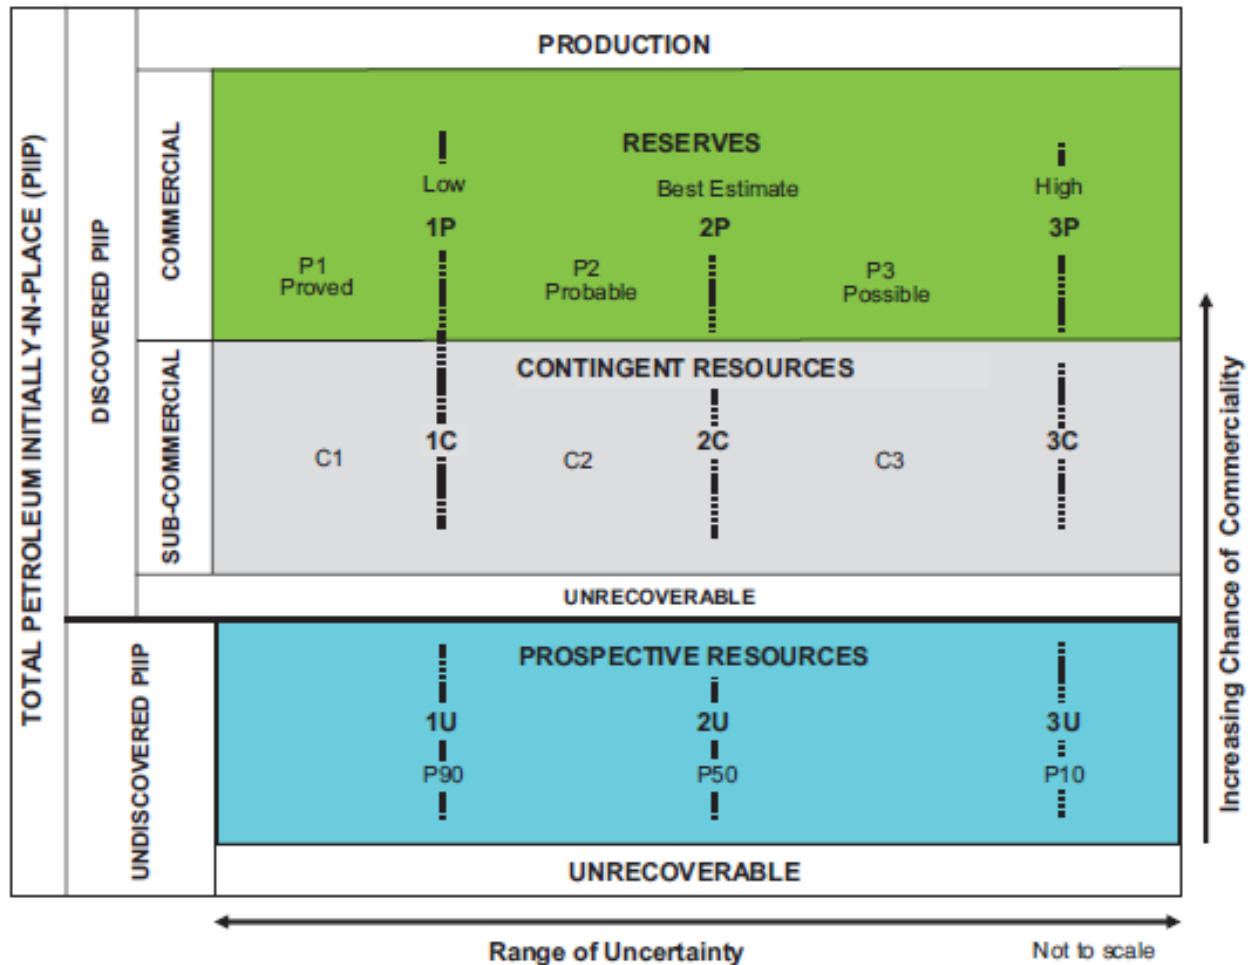 TOTAL PETROLEUM INITIALLY-IN-PLACE (PIIP)
DISCOVERED PIIP
UNDISCOVERED PIIP
COMMERCIAL
SUB-COMMERCIAL
PRODUCTION
RESERVES
Low
Best Estimate
High
1P
2P
3P
P1
Proved
P2
Probable
P3
Possible
CONTINGENT RESOURCES
1C
2C
3C
C1
C2
C3
UNRECOVERABLE
PROSPECTIVE RESOURCES
1U
2U
3U
P90
P50
P10
UNRECOVERABLE
Increasing Chance of Commerciality
Range of Uncertainty
Not to scale